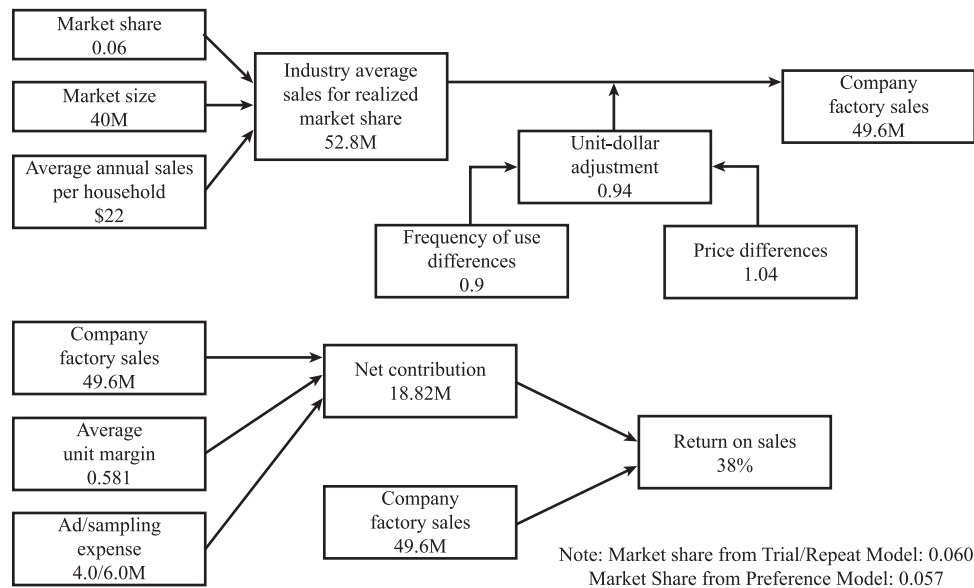 Market share
0.06
Market size
40M
Average annual sales
per household
$22
Industry average
sales for realized
market share
52.8M
Company
factory sales
49.6M
Unit-dollar
adjustment
0.94
Frequency of use
differences
0.9
Price differences
1.04
Company
factory sales
49.6M
Average
unit margin
0.581
Ad/sampling
expense
4.0/6.0M
Net contribution
18.82M
Company
factory sales
49.6M
Return on sales
38%
Note: Market share from Trial/Repeat Model: 0.060
Market Share from Preference Model: 0.057